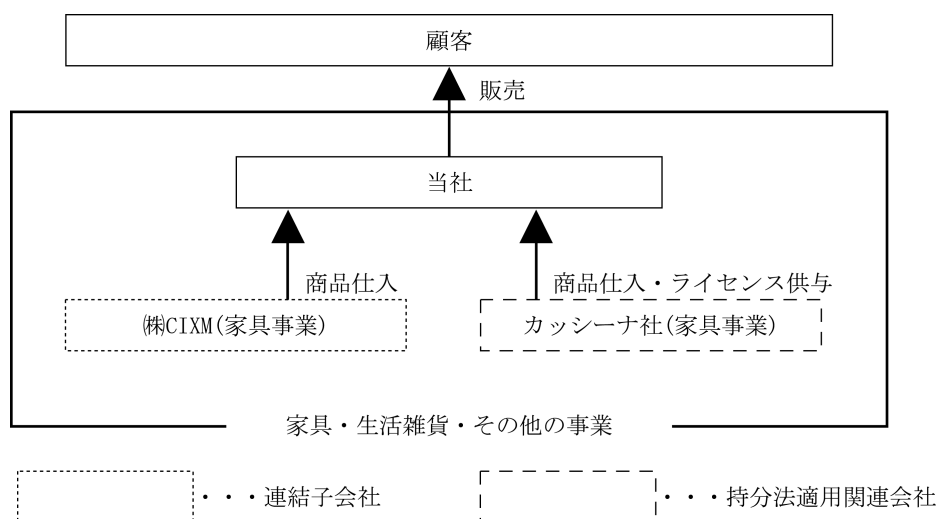 顧客
販売
当社
商品仕入
商品仕入・ライセンス供与
㈱CIXM(家具事業)
カッシーナ社(家具事業)
家具・生活雑貨・その他の事業
・・・連結子会社
・・・持分法適用関連会社